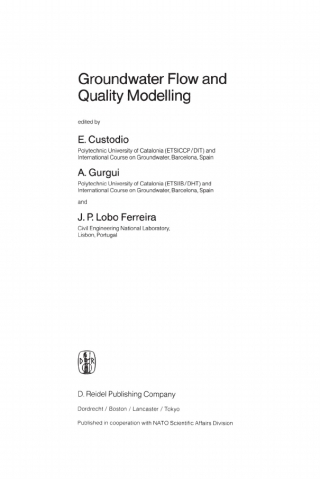 Groundwater Flow and
Quality Modelling
edited by
E. Custodio
Polytechnic University of Catalonia (ETSICCP/DIT) and
International Course on Groundwater, Barcelona, Spain
A. Gurgui
Polytechnic University of Catalonia (ETSIIB/DHT) and
International Course on Groundwater, Barcelona, Spain
and
J. P. Lobo Ferreira
Civil Engineering National Laboratory,
Lisbon, Portugal
D R
D. Reidel Publishing Company
Dordrecht / Boston / Lancaster / Tokyo
Published in cooperation with NATO Scientific Affairs Division